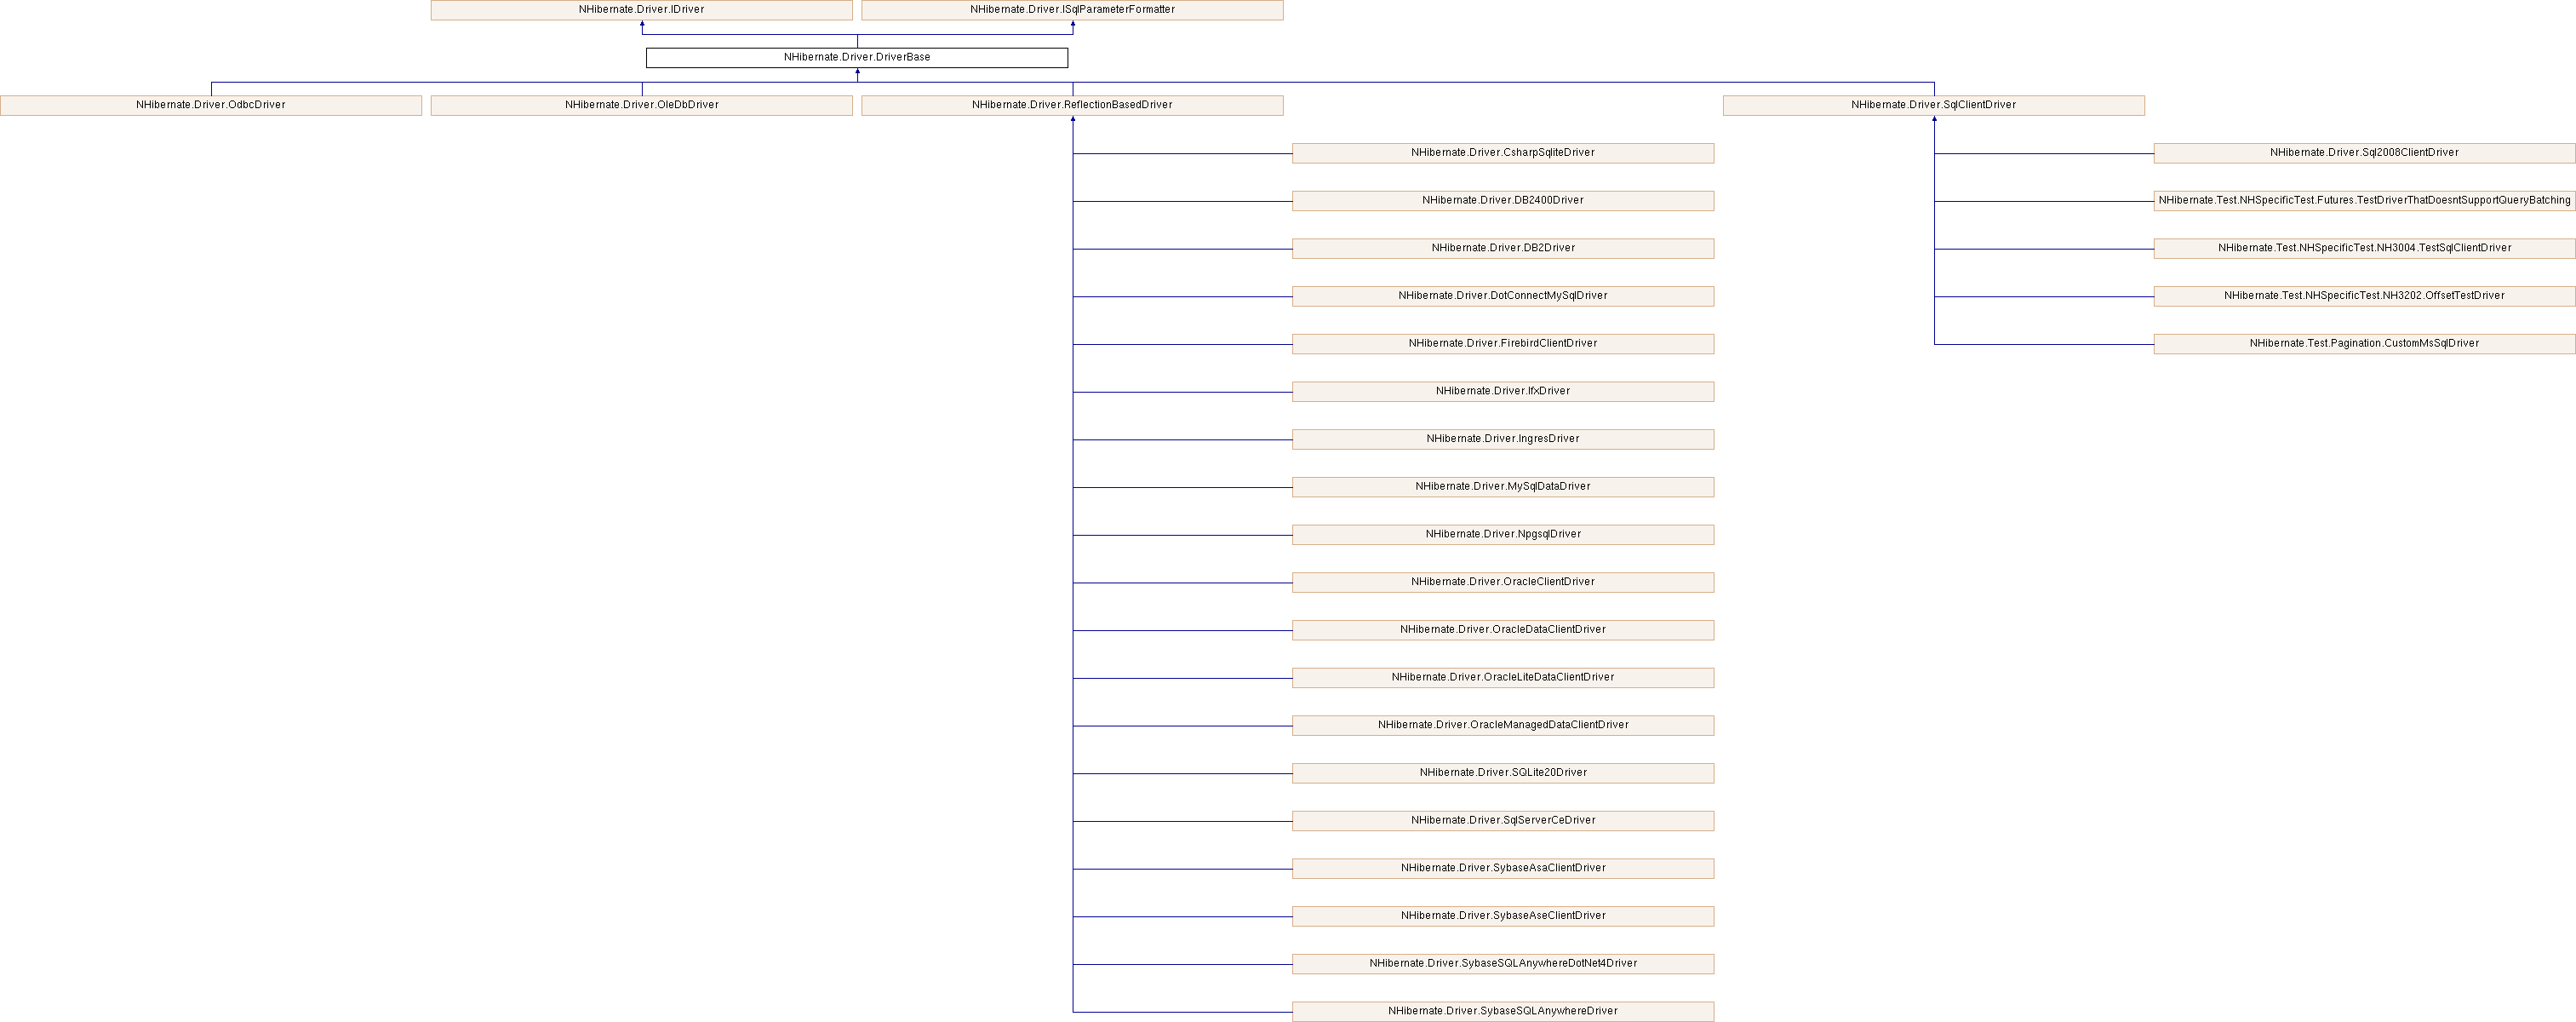 NHibernate.Driver.IDriver
NHibernate.Driver.ISqlParameterFormatter
NHibernate.Driver.DriverBase
NHibernate.Driver.OdbcDriver
NHibernate.Driver.OleDbDriver
NHibernate.Driver.ReflectionBasedDriver
NHibernate.Driver.SqlClientDriver
NHibernate.Driver.CsharpSqliteDriver
NHibernate.Driver.DB2400Driver
NHibernate.Driver.DB2Driver
NHibernate.Driver.DotConnectMySqlDriver
NHibernate.Driver.FirebirdClientDriver
NHibernate.Driver.IfxDriver
NHibernate.Driver.IngresDriver
NHibernate.Driver.MySqlDataDriver
NHibernate.Driver.NpgsqlDriver
NHibernate.Driver.OracleClientDriver
NHibernate.Driver.OracleDataClientDriver
NHibernate.Driver.OracleLiteDataClientDriver
NHibernate.Driver.OracleManagedDataClientDriver
NHibernate.Driver.SQLite20Driver
NHibernate.Driver.SqlServerCeDriver
NHibernate.Driver.SybaseAsaClientDriver
NHibernate.Driver.SybaseAseClientDriver
NHibernate.Driver.SybaseSQLAnywhereDotNet4Driver
NHibernate.Driver.SybaseSQLAnywhereDriver
NHibernate.Driver.Sql2008ClientDriver
NHibernate.Test.NHSpecificTest.Futures.TestDriverThatDoesntSupportQueryBatching
NHibernate.Test.NHSpecificTest.NH3004.TestSqlClientDriver
NHibernate.Test.NHSpecificTest.NH3202.OffsetTestDriver
NHibernate.Test.Pagination.CustomMsSqlDriver